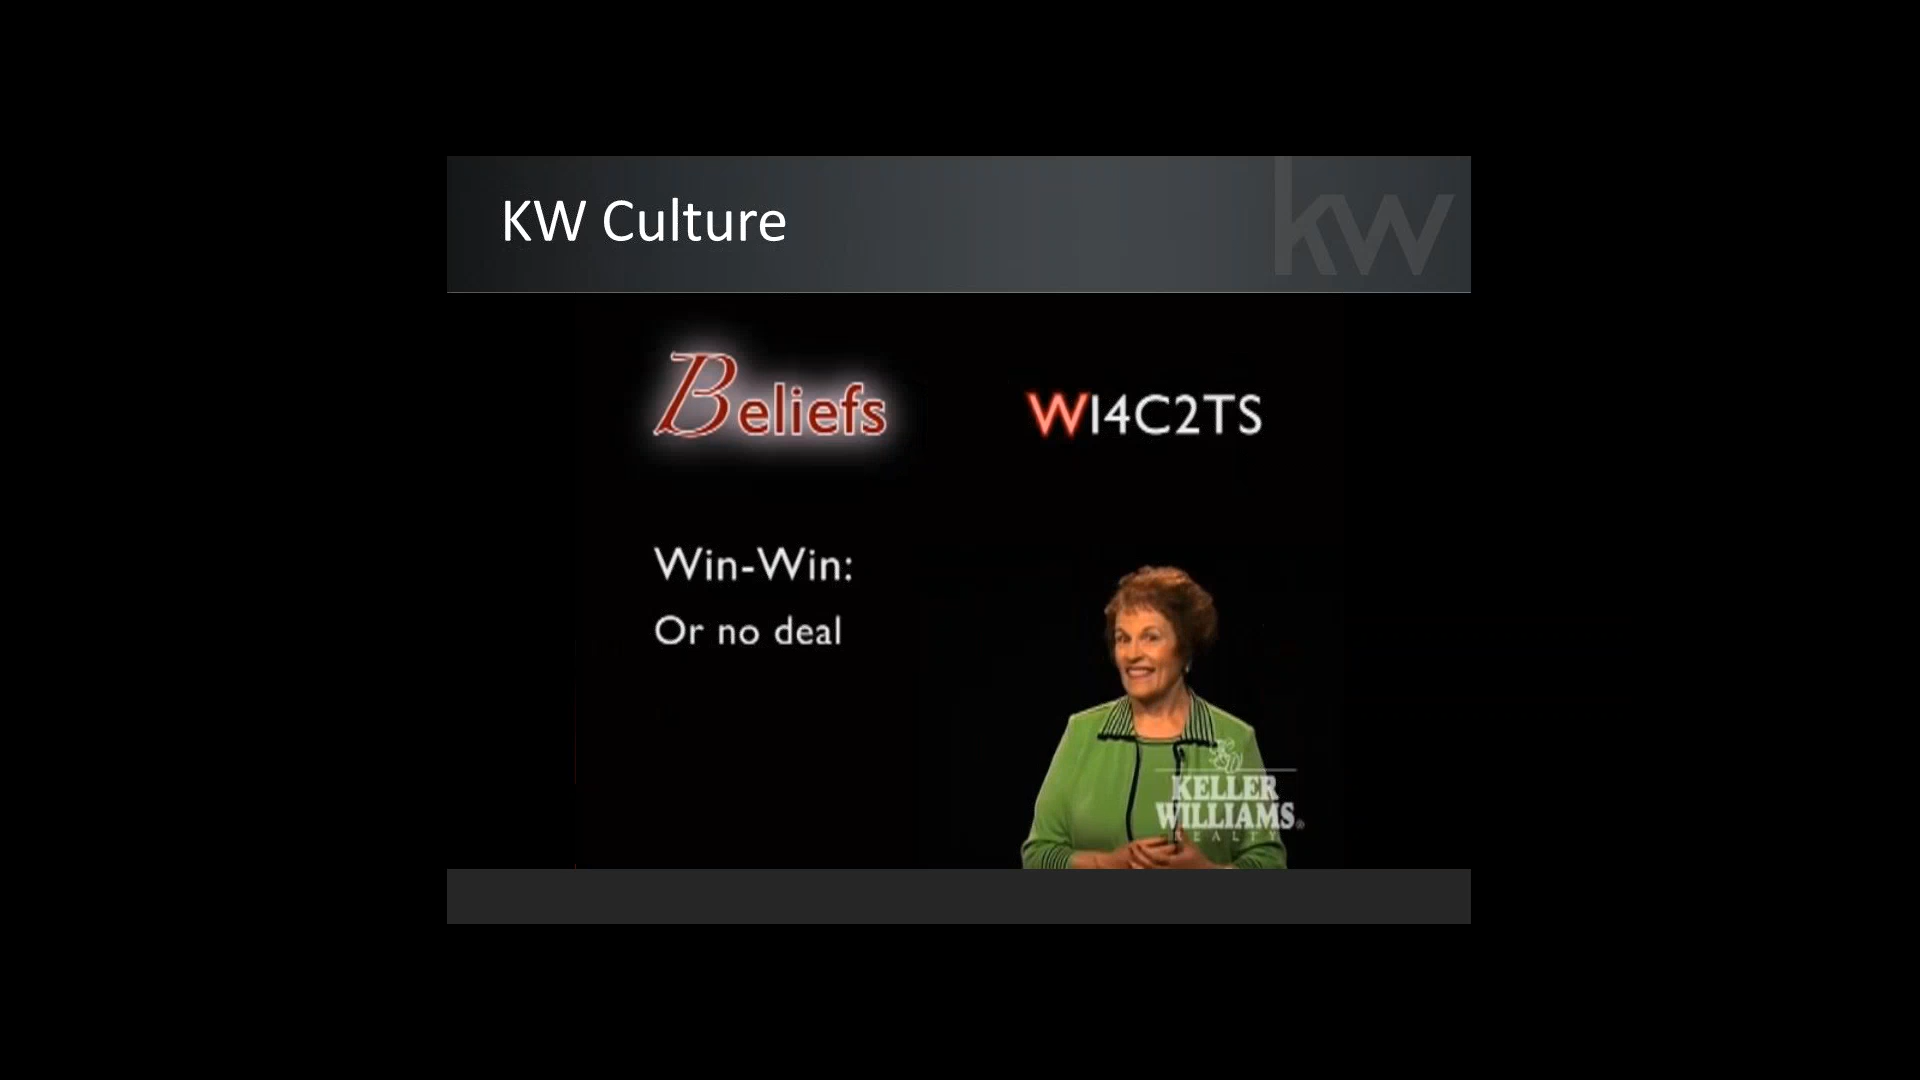 KW Culture
kw
Beliefs
WI4C2TS
Win-Win:
Or no deal
KELLER
WILLIAMS®
REALTY